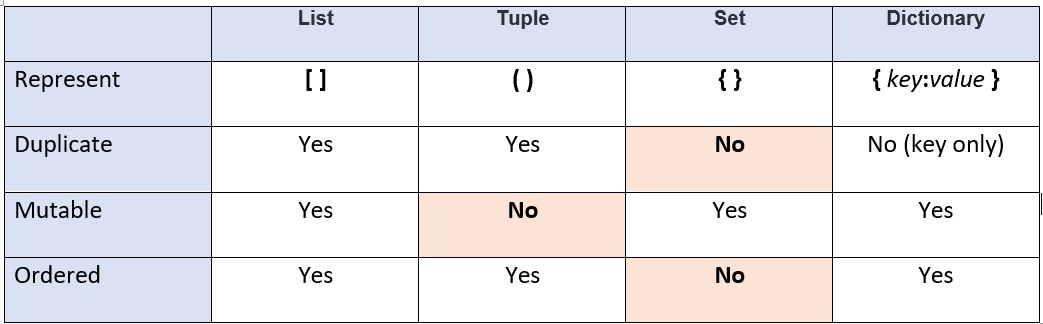 List Tuple Set Dictionary
Represent [ ] ( ) { } { key:value }
Duplicate Yes Yes No No (key only)
Mutable Yes No Yes Yes
Ordered Yes Yes No Yes